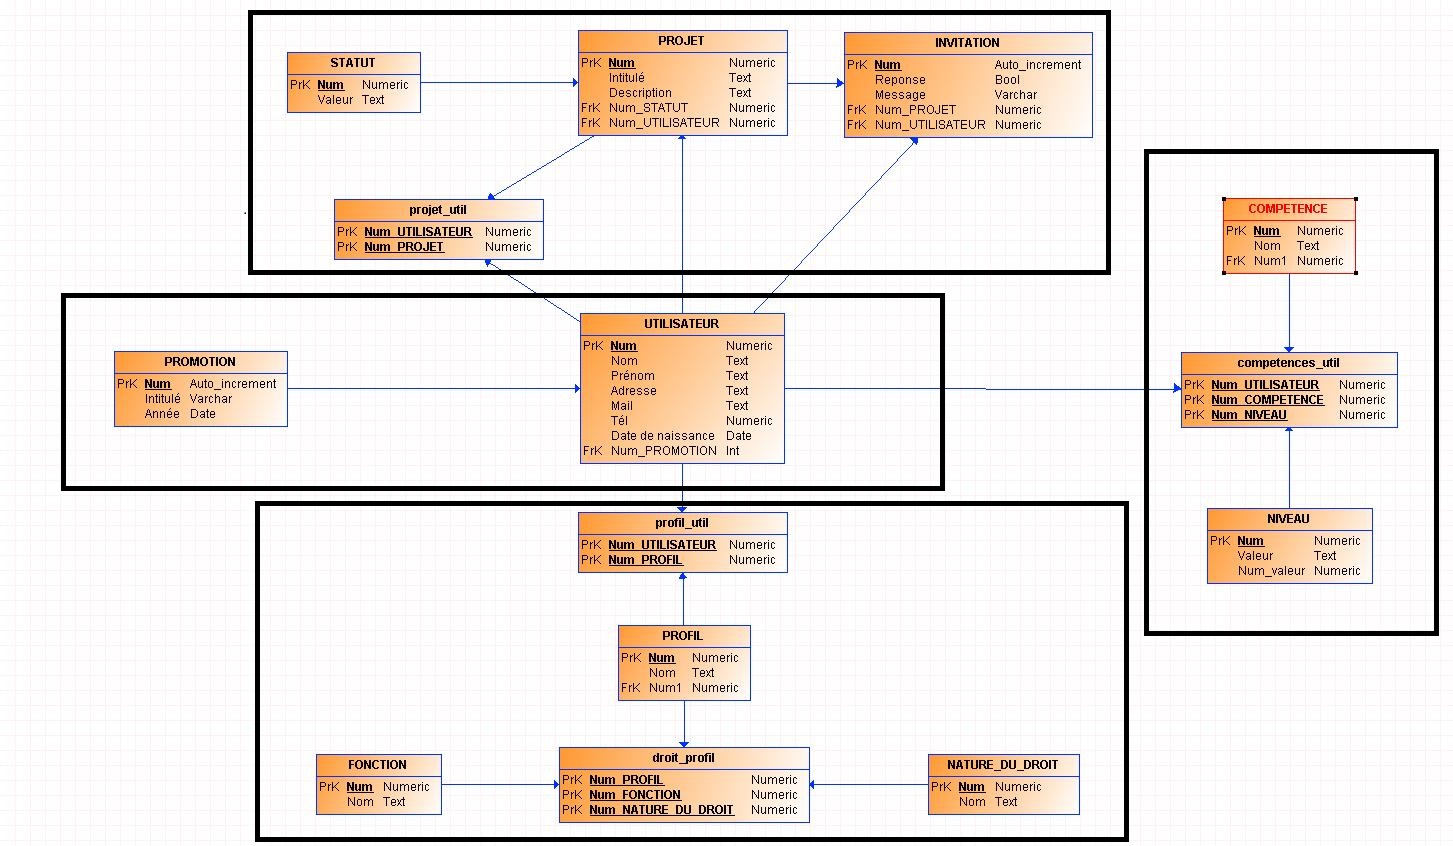 STATUT
PrK Num Numeric
Valeur Text
PROJET
PrK Num Numeric
Intitulé Text
Description Text
FrK Num_STATUT Numeric
FrK Num_UTILISATEUR Numeric
INVITATION
PrK Num Auto_increment
Reponse Bool
Message Varchar
FrK Num_PROJET Numeric
FrK Num_UTILISATEUR Numeric
projet_util
PrK Num_UTILISATEUR Numeric
PrK Num_PROJET Numeric
COMPETENCE
PrK Num Numeric
Nom Text
FrK Num1 Numeric
PROMOTION
PrK Num Auto_increment
Intitulé Varchar
Année Date
UTILISATEUR
PrK Num Numeric
Nom Text
Prénom Text
Adresse Text
Mail Text
Tél Numeric
Date de naissance Date
FrK Num_PROMOTION Int
competences_util
PrK Num_UTILISATEUR Numeric
PrK Num_COMPETENCE Numeric
PrK Num_NIVEAU Numeric
NIVEAU
PrK Num Numeric
Valeur Text
Num_valeur Numeric
profil_util
PrK Num_UTILISATEUR Numeric
PrK Num_PROFIL Numeric
PROFIL
PrK Num Numeric
Nom Text
FrK Num1 Numeric
FONCTION
PrK Num Numeric
Nom Text
droit_profil
PrK Num_PROFIL Numeric
PrK Num_FONCTION Numeric
PrK Num_NATURE_DU_DROIT Numeric
NATURE_DU_DROIT
PrK Num Numeric
Nom Text